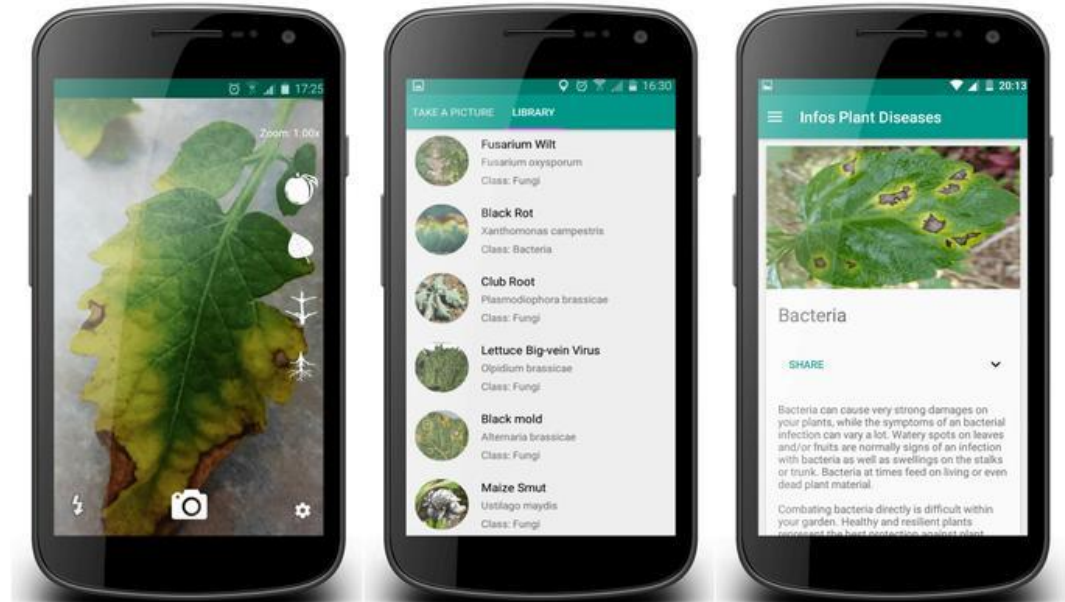 17:25
Zoom: 1.00x
16:30
TAKE A PICTURE LIBRARY
Fusarium Wilt
Fusarium oxysporum
Class: Fungi
Black Rot
Xanthomonas campestris
Class: Bacteria
Club Root
Plasmodiophora brassicae
Class: Fungi
Lettuce Big-vein Virus
Olpidium brassicae
Class: Fungi
Black mold
Alternaria brassicae
Class: Fungi
Maize Smut
Ustilago maydis
Class: Fungi
20:13
Infos Plant Diseases
Bacteria
SHARE
Bacteria can cause very strong damages on
your plants, while the symptoms of an bacterial
infection can vary a lot. Watery spots on leaves
and/or fruits are normally signs of an infection
with bacteria as well as swellings on the stalks
or trunk. Bacteria at times feed on living or even
dead plant material.
Combating bacteria directly is difficult within
your garden. Healthy and resilient plants
represent the best protection against plant